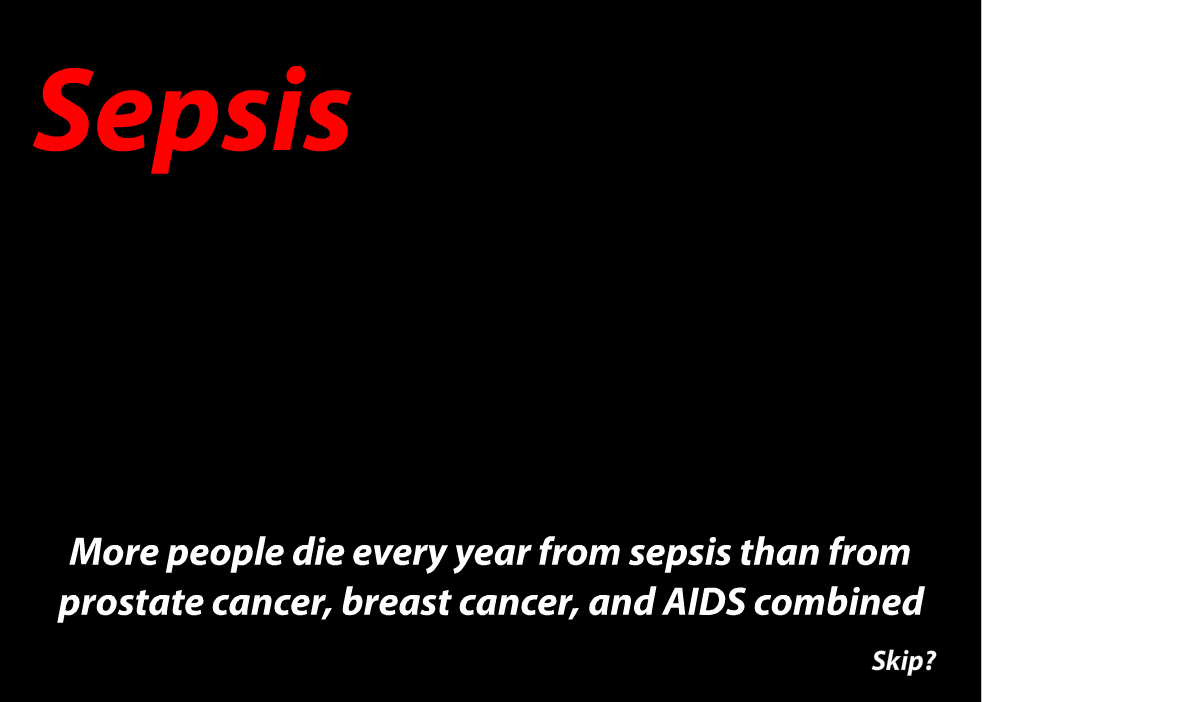 Sepsis
More people die every year from sepsis than from
prostate cancer, breast cancer, and AIDS combined
Skip?